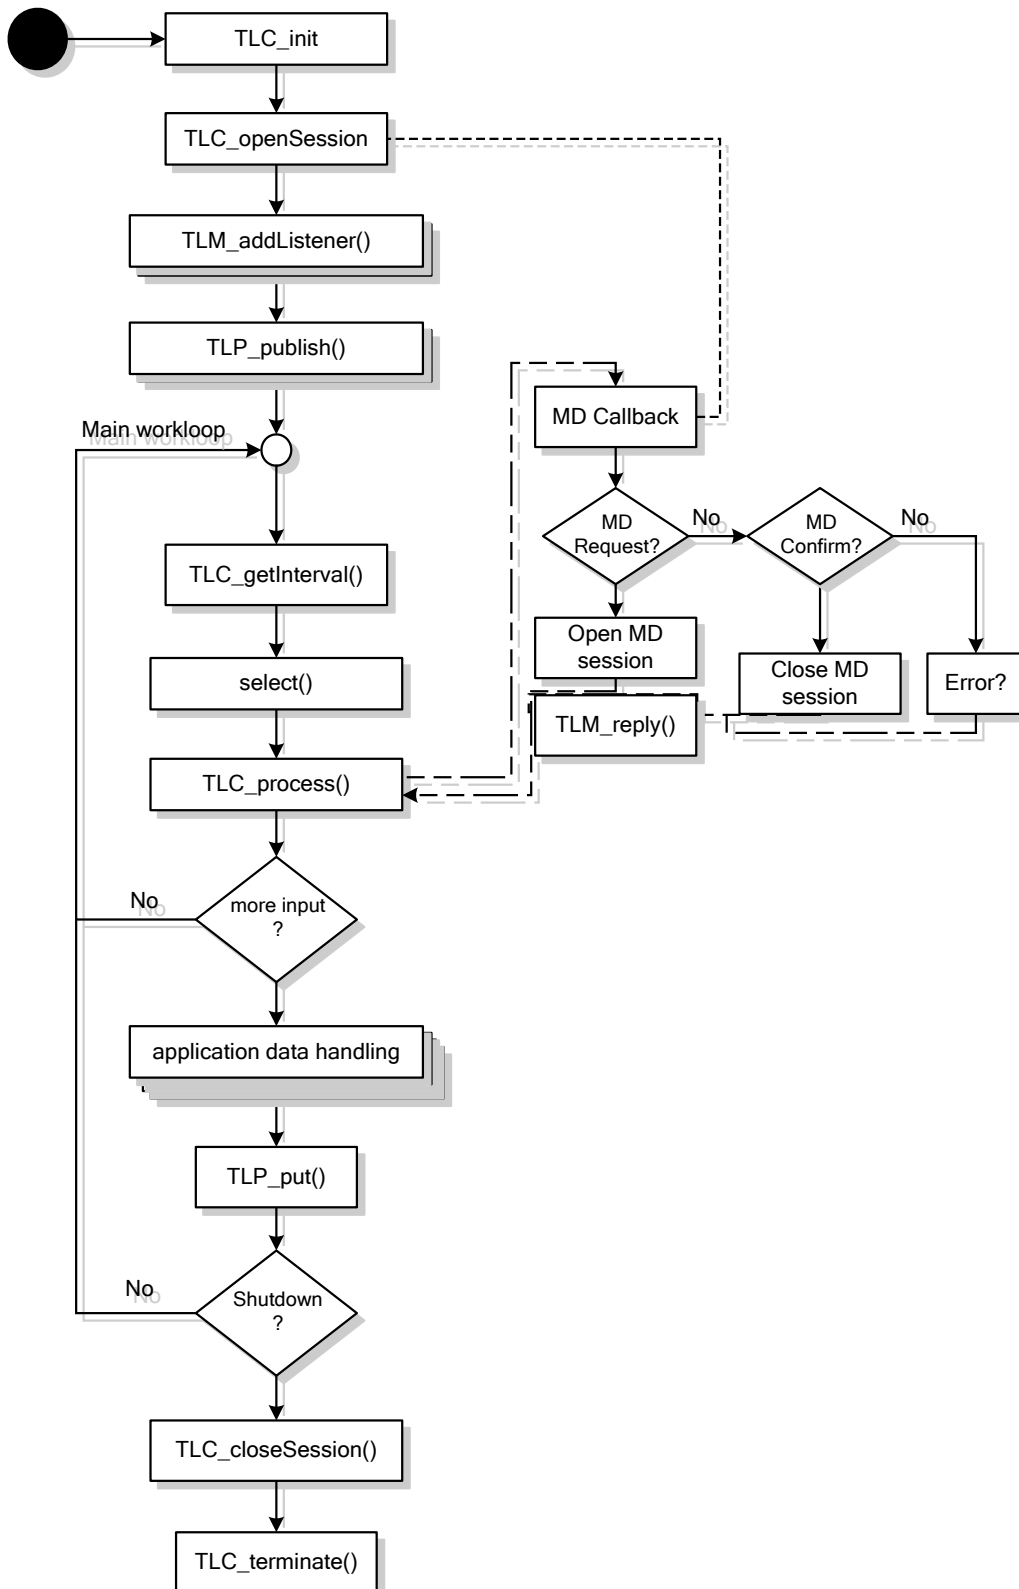 TLC_init
TLC_openSession
TLM_addListener()
TLP_publish()
Main workloop
MD Callback
MD
Request?
No
MD
Confirm?
No
TLC_getInterval()
Open MD
session
select()
Close MD
session
Error?
TLM_reply()
TLC_process()
No
more input
?
application data handling
TLP_put()
No
Shutdown
?
TLC_closeSession()
TLC_terminate()